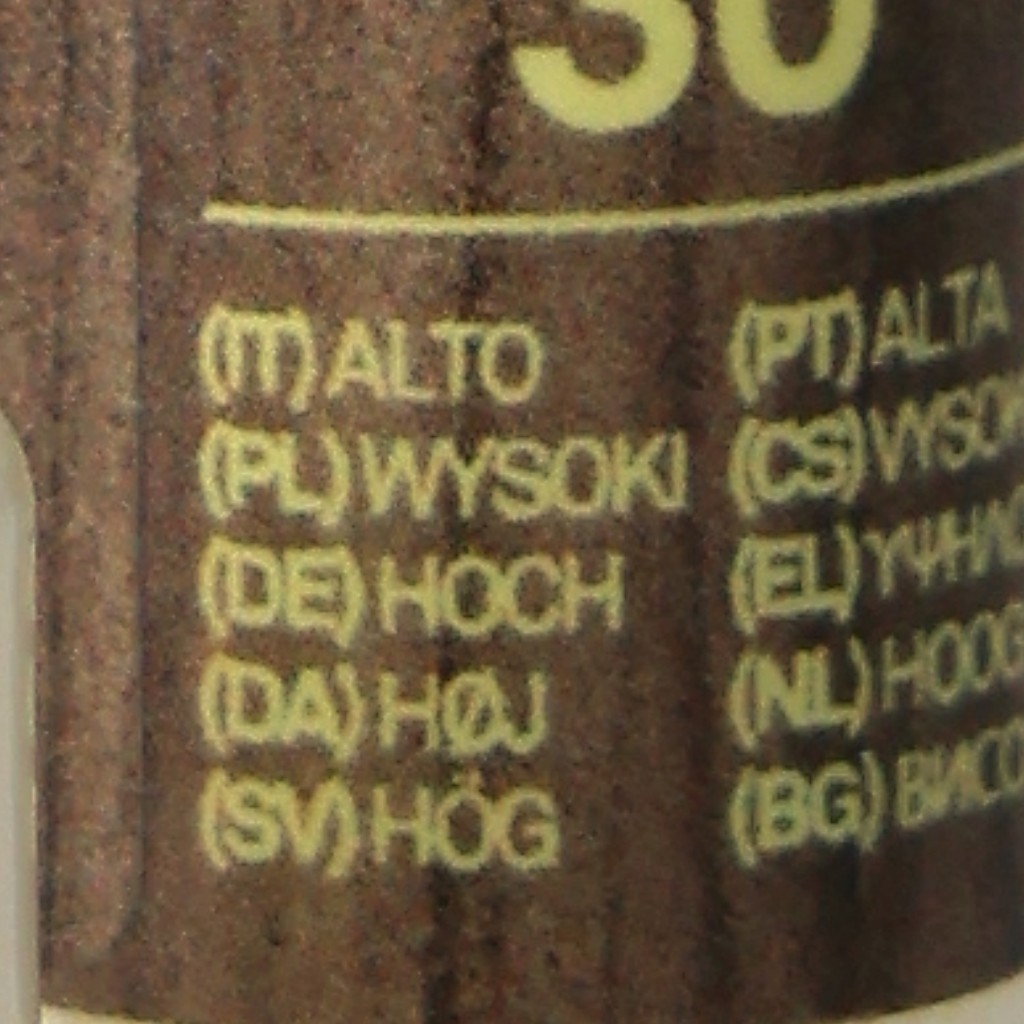 30
(IT) ALTO
(PL) WYSOKI
(DE) HOCH
(DA) HØJ
(SV) HÖG
(PT) ALTA
(CS)
(EL)
(NL)
(BG)